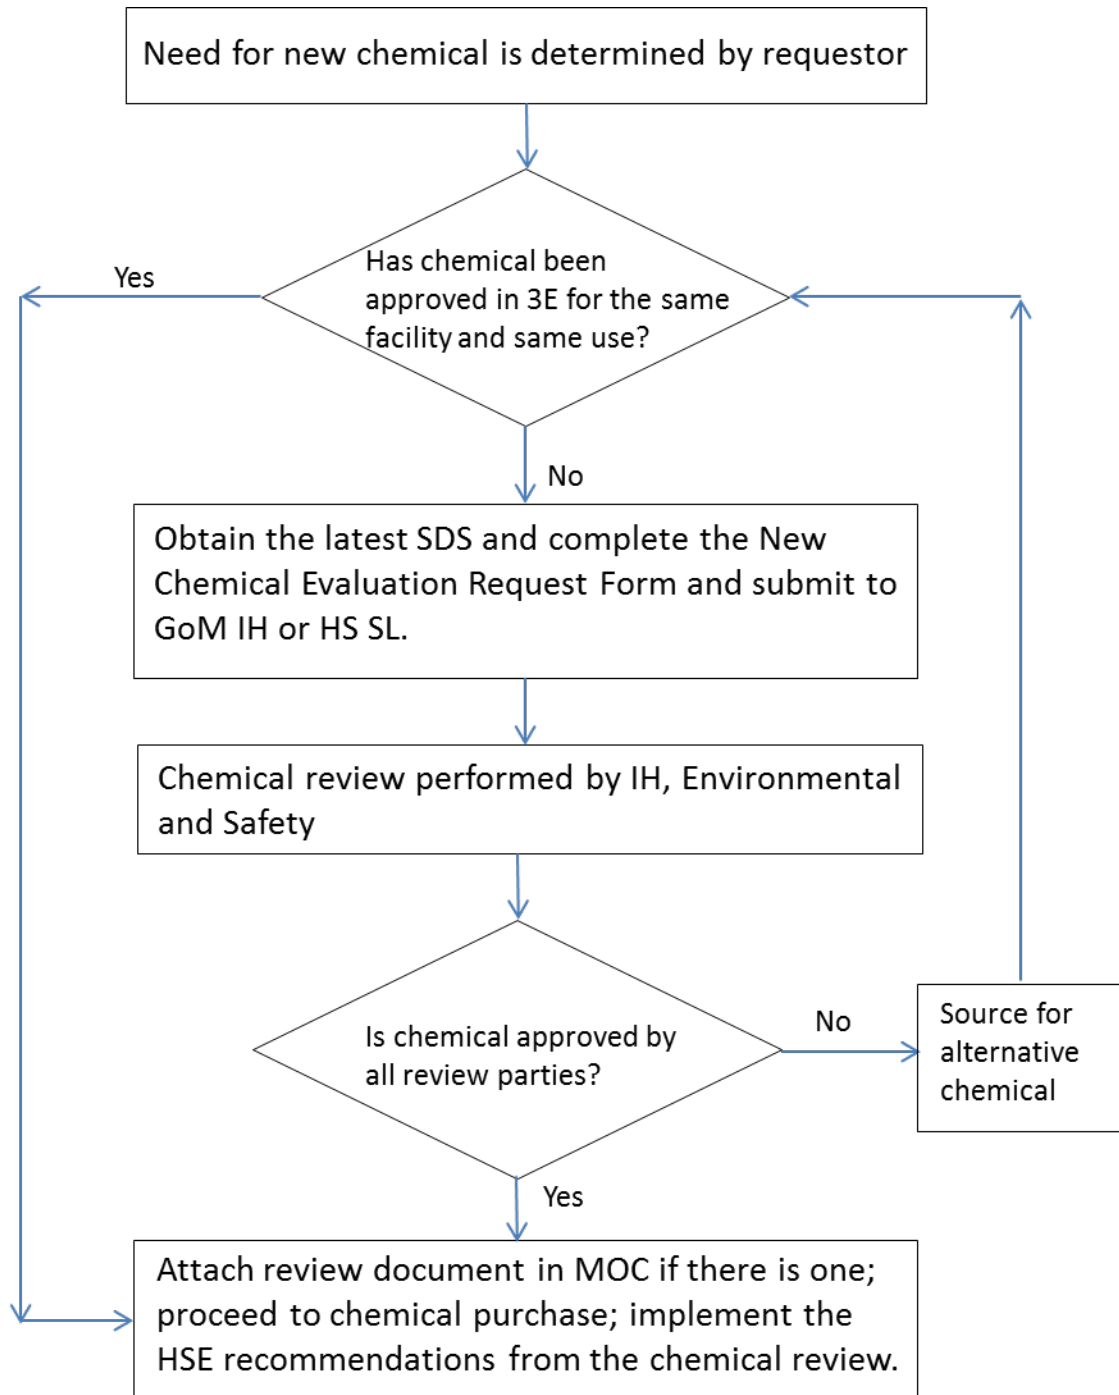 Need for new chemical is determined by requestor
Has chemical been
approved in 3E for the same
facility and same use?
Yes
No
Obtain the latest SDS and complete the New
Chemical Evaluation Request Form and submit to
GoM IH or HS SL.
Chemical review performed by IH, Environmental
and Safety
Is chemical approved by
all review parties?
No
Source for
alternative
chemical
Yes
Attach review document in MOC if there is one;
proceed to chemical purchase; implement the
HSE recommendations from the chemical review.